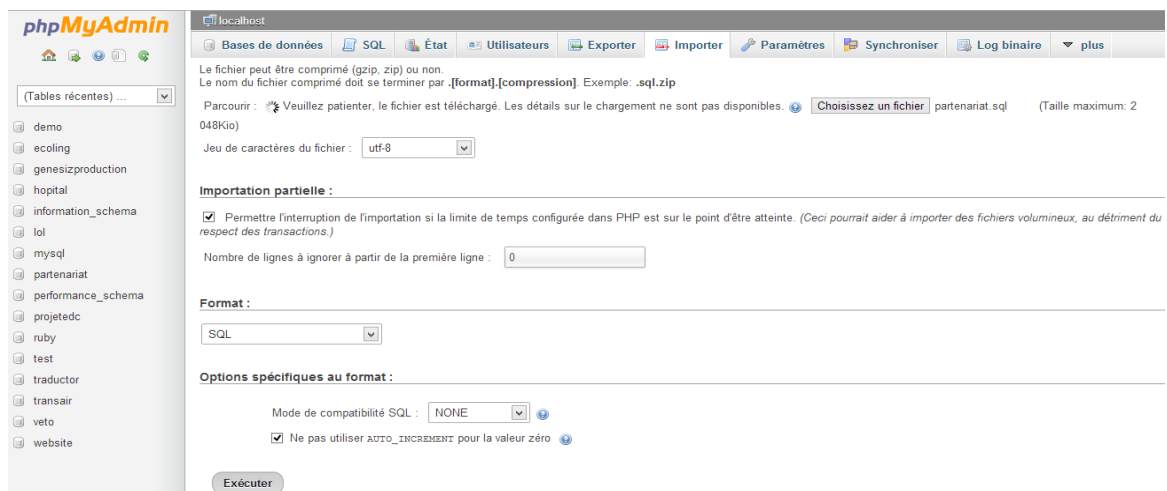 phpMyAdmin
(Tables récentes) ...
demo
ecoling
genesizproduction
hopital
information_schema
lol
mysql
partenariat
performance_schema
projetedc
ruby
test
traductor
transair
veto
website
localhost
Bases de données SQL État Utilisateurs Exporter Importer Paramètres Synchroniser Log binaire plus
Le fichier peut être comprimé (gzip, zip) ou non.
Le nom du fichier comprimé doit se terminer par .[format].[compression]. Exemple: .sql.zip
Parcourir : Veuillez patienter, le fichier est téléchargé. Les détails sur le chargement ne sont pas disponibles. Choisissez un fichier partenariat.sql (Taille maximum: 2
048Kio)
Jeu de caractères du fichier : utf-8
Importation partielle :
Permettre l'interruption de l'importation si la limite de temps configurée dans PHP est sur le point d'être atteinte. (Ceci pourrait aider à importer des fichiers volumineux, au détriment du
respect des transactions.)
Nombre de lignes à ignorer à partir de la première ligne : 0
Format :
SQL
Options spécifiques au format :
Mode de compatibilité SQL : NONE
Ne pas utiliser AUTO_INCREMENT pour la valeur zéro
Exécuter